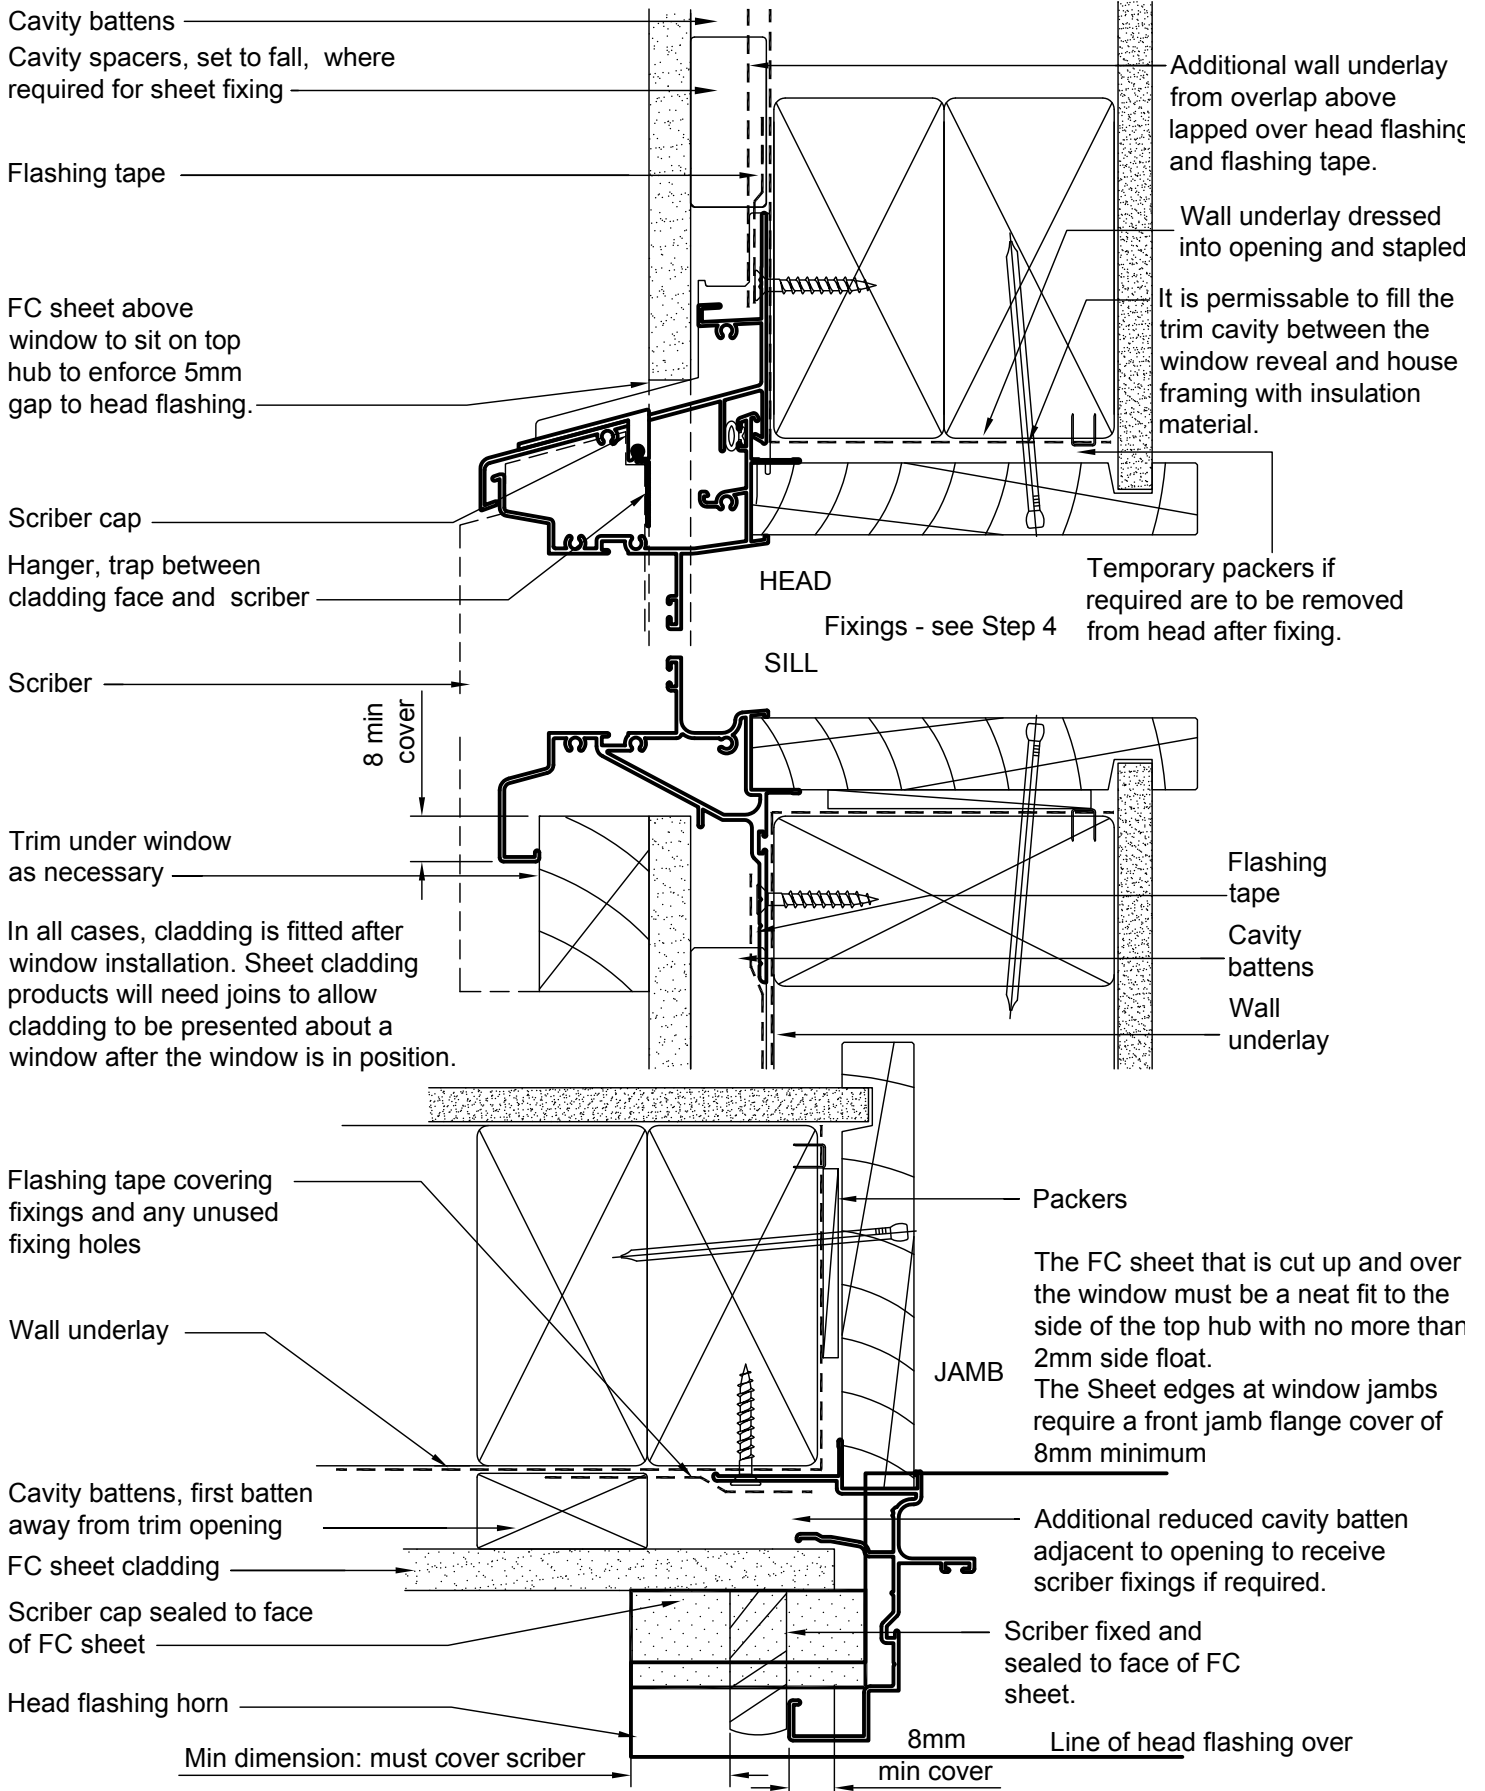 Cavity battens
Cavity spacers, set to fall, where
required for sheet fixing
Flashing tape
FC sheet above
window to sit on top
hub to enforce 5mm
gap to head flashing.
Scriber cap
Hanger, trap between
cladding face and scriber
Scriber
8 min
cover
Trim under window
as necessary
In all cases, cladding is fitted after
window installation. Sheet cladding
products will need joins to allow
cladding to be presented about a
window after the window is in position.
Additional wall underlay
from overlap above
lapped over head flashing
and flashing tape.
Wall underlay dressed
into opening and stapled
It is permissable to fill the
trim cavity between the
window reveal and house
framing with insulation
material.
HEAD
Fixings - see Step 4
SILL
Temporary packers if
required are to be removed
from head after fixing.
Flashing
tape
Cavity
battens
Wall
underlay
Flashing tape covering
fixings and any unused
fixing holes
Wall underlay
Cavity battens, first batten
away from trim opening
FC sheet cladding
Scriber cap sealed to face
of FC sheet
Head flashing horn
Min dimension: must cover scriber
Packers
The FC sheet that is cut up and over
the window must be a neat fit to the
side of the top hub with no more than
2mm side float.
The Sheet edges at window jambs
require a front jamb flange cover of
8mm minimum
JAMB
Additional reduced cavity batten
adjacent to opening to receive
scriber fixings if required.
Scriber fixed and
sealed to face of FC
sheet.
8mm
min cover
Line of head flashing over